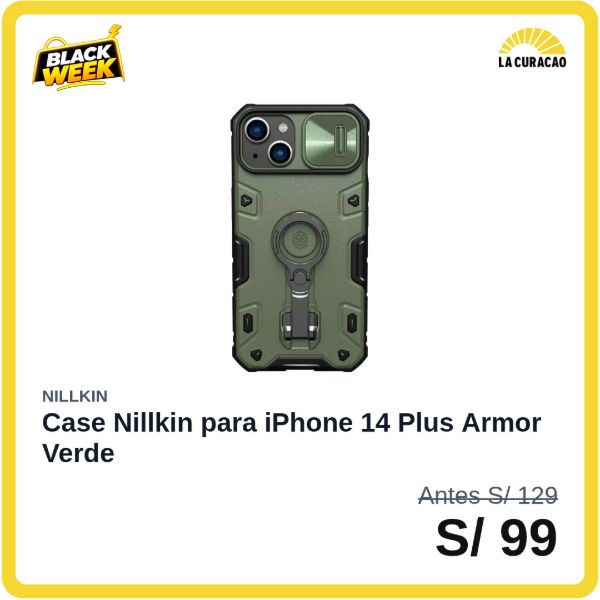 BLACK
WEEK
LA CURACAO
NILLKIN
Case Nillkin para iPhone 14 Plus Armor
Verde
Antes S/ 129
S/ 99